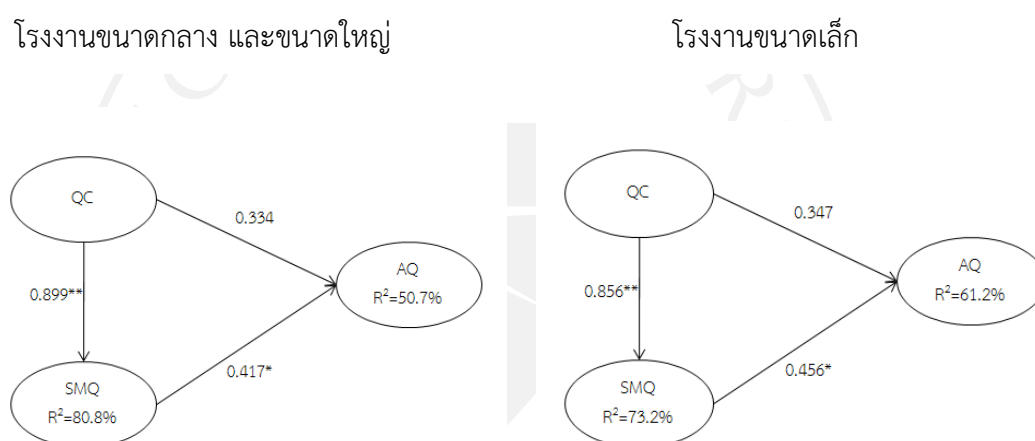 โรงงานขนาดกลาง และขนาดใหญ่
โรงงานขนาดเล็ก
QC
0.334
AQ
R²=50.7%
0.899**
0.417*
SMQ
R²=80.8%
QC
0.347
AQ
R²=61.2%
0.856**
0.456*
SMQ
R²=73.2%